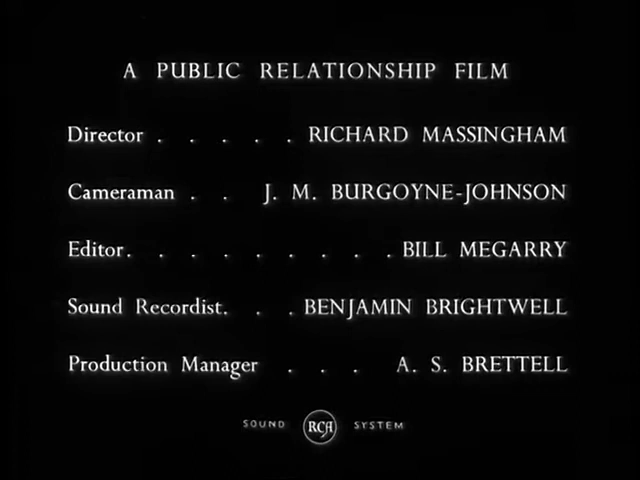 A PUBLIC RELATIONSHIP FILM
Director . . . . . RICHARD MASSINGHAM
Cameraman . . J. M. BURGOYNE-JOHNSON
Editor. . . . . . . . . BILL MEGARRY
Sound Recordist. . . BENJAMIN BRIGHTWELL
Production Manager . . . A. S. BRETTELL
SOUND RCA SYSTEM